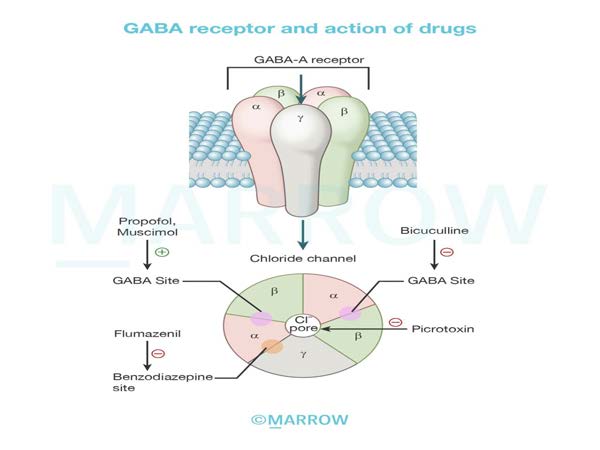 GABA receptor and action of drugs
GABA-A receptor
β α
α γ β
MARROW
Propofol,
Muscimol
Bicuculline
⊕ ⊖
Chloride channel
GABA Site
GABA Site
β α
Flumazenil
Cl⁻
pore
⊖
Picrotoxin
α β
⊖
γ
Benzodiazepine
site
©MARROW